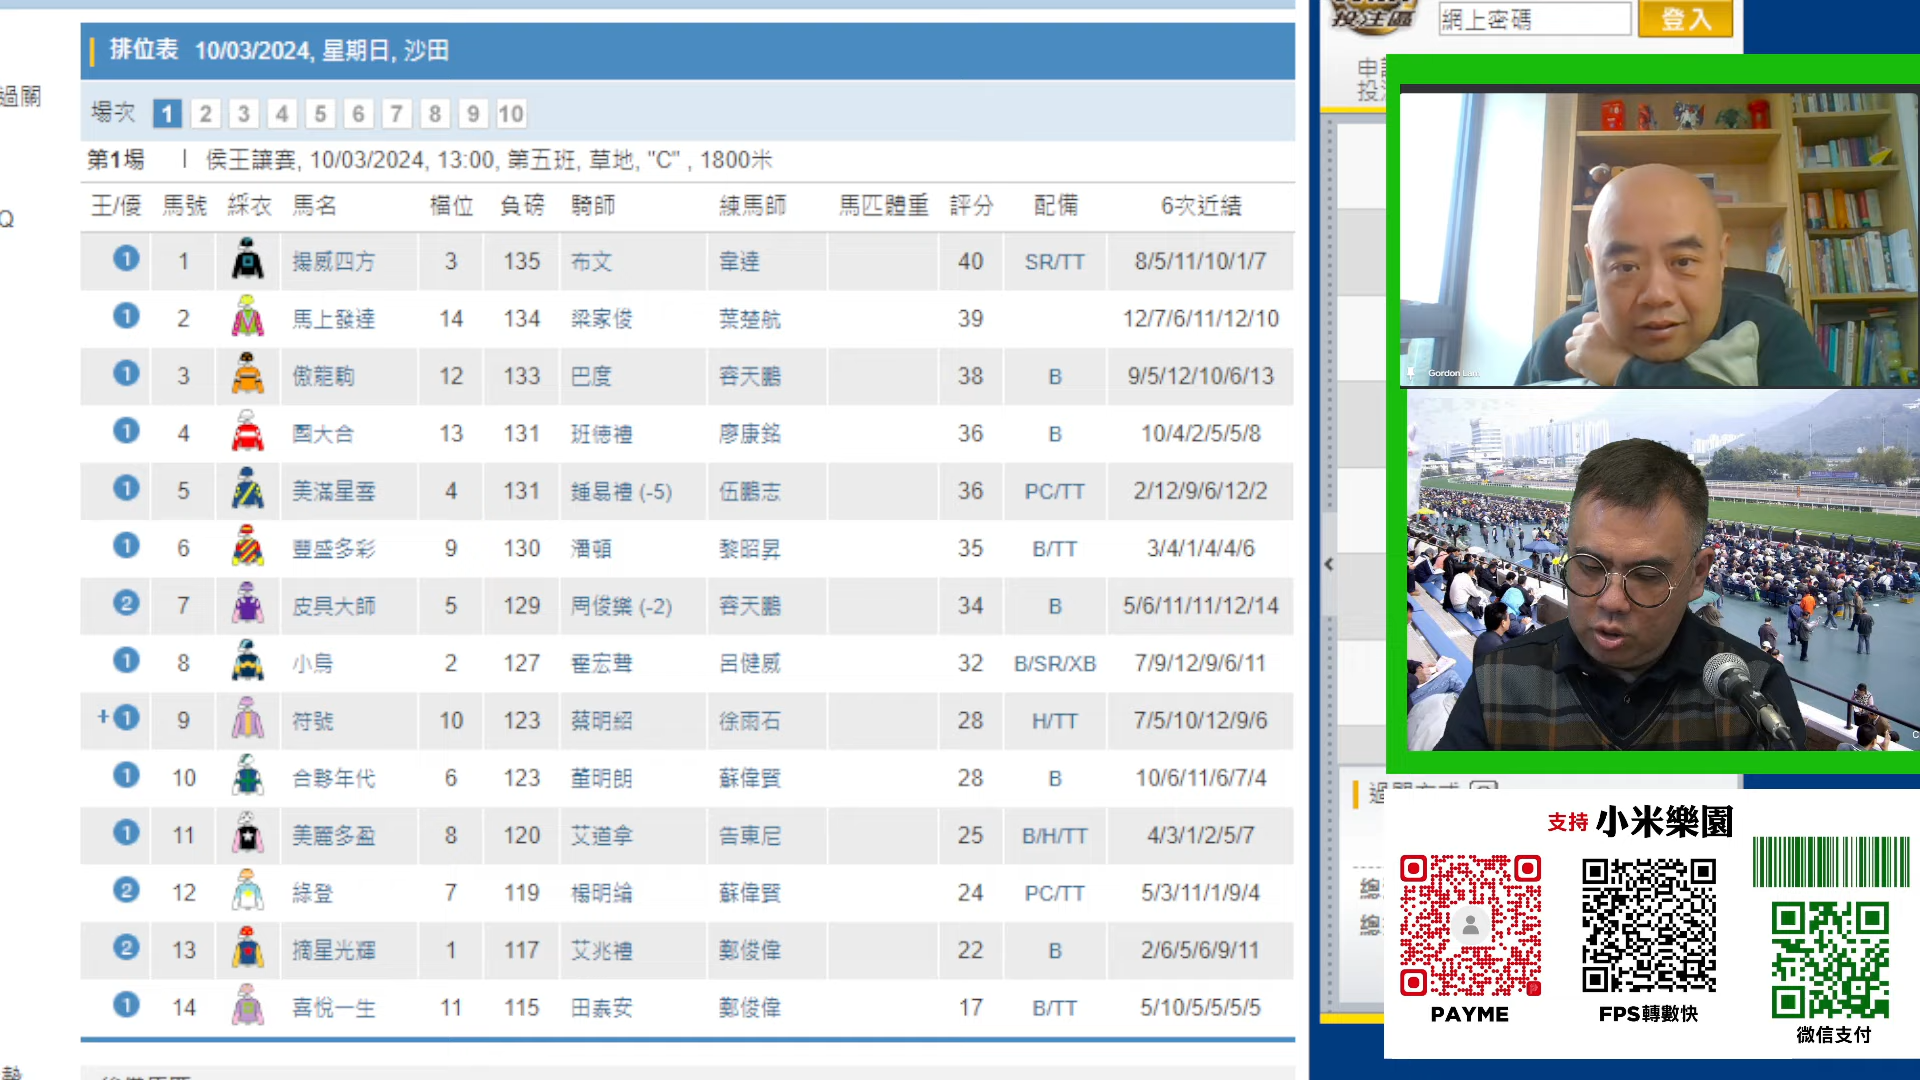 過關
Q
排位表 10/03/2024, 星期日, 沙田
場次 1 2 3 4 5 6 7 8 9 10
第1場 | 侯王讓賽, 10/03/2024, 13:00, 第五班, 草地, "C" , 1800米
王/優 馬號 綵衣 馬名 檔位 負磅 騎師 練馬師 馬匹體重 評分 配備 6次近績
1 1 揚威四方 3 135 布文 韋達 40 SR/TT 8/5/11/10/1/7
1 2 馬上發達 14 134 梁家俊 葉楚航 39 12/7/6/11/12/10
1 3 傲龍駒 12 133 巴度 容天鵬 38 B 9/5/12/10/6/13
1 4 團大合 13 131 班德禮 廖康銘 36 B 10/4/2/5/5/8
1 5 美滿星雲 4 131 鍾易禮 (-5) 伍鵬志 36 PC/TT 2/12/9/6/12/2
1 6 豐盛多彩 9 130 潘頓 黎昭昇 35 B/TT 3/4/1/4/4/6
2 7 皮具大師 5 129 周俊樂 (-2) 容天鵬 34 B 5/6/11/11/12/14
1 8 小鳥 2 127 霍宏聲 呂健威 32 B/SR/XB 7/9/12/9/6/11
+ 1 9 符號 10 123 蔡明紹 徐雨石 28 H/TT 7/5/10/12/9/6
1 10 合夥年代 6 123 董明朗 蘇偉賢 28 B 10/6/11/6/7/4
1 11 美麗多盈 8 120 艾道拿 告東尼 25 B/H/TT 4/3/1/2/5/7
2 12 綠登 7 119 楊明綸 蘇偉賢 24 PC/TT 5/3/11/1/9/4
2 13 摘星光輝 1 117 艾兆禮 鄭俊偉 22 B 2/6/5/6/9/11
1 14 喜悅一生 11 115 田泰安 鄭俊偉 17 B/TT 5/10/5/5/5/5
投注區
網上密碼
登入
Gordon Lam
支持 小米樂園
PAYME
FPS轉數快
微信支付